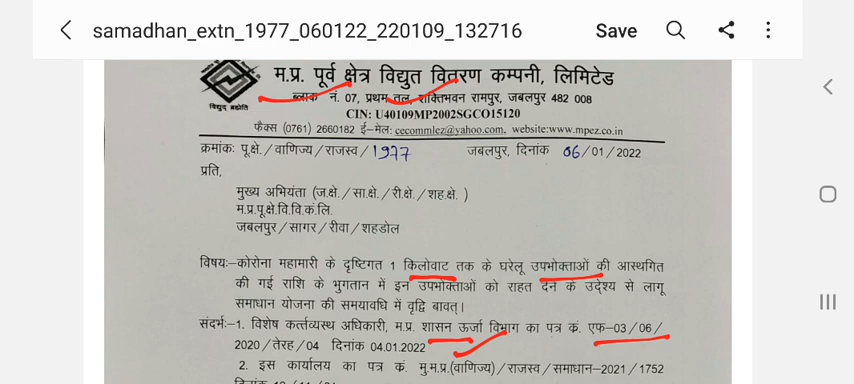 samadhan_extn_1977_060122_220109_132716 Save
म.प्र. पूर्व क्षेत्र विद्युत वितरण कम्पनी, लिमिटेड
ब्लाक नं. 07, प्रथम तल, शक्तिभवन रामपुर, जबलपुर 482 008
CIN: U40109MP2002SGCO15120
फैक्स (0761) 2660182 ई–मेल: cecommlez@yahoo.com, website:www.mpez.co.in
क्रमांकः पू.क्षे./वाणिज्य/राजस्व/1977 जबलपुर, दिनांक 06/01/2022
प्रति,
मुख्य अभियंता (ज.क्षे./सा.क्षे./री.क्षे./शह.क्षे.)
म.प्र.पू.क्षे.वि.वि.कं.लि.
जबलपुर/सागर/रीवा/शहडोल
विषयः–कोरोना महामारी के दृष्टिगत 1 किलोवाट तक के घरेलू उपभोक्ताओं की आस्थगित
की गई राशि के भुगतान में इन उपभोक्ताओं को राहत देने के उद्देश्य से लागू
समाधान योजना की समयावधि में वृद्धि बावत्।
संदर्भः–1. विशेष कर्त्तव्यस्थ अधिकारी, म.प्र. शासन ऊर्जा विभाग का पत्र कं. एफ–03/06/
2020/तेरह/04 दिनांक 04.01.2022
2. इस कार्यालय का पत्र कं. मु.म.प्र.(वाणिज्य)/राजस्व/समाधान–2021/1752